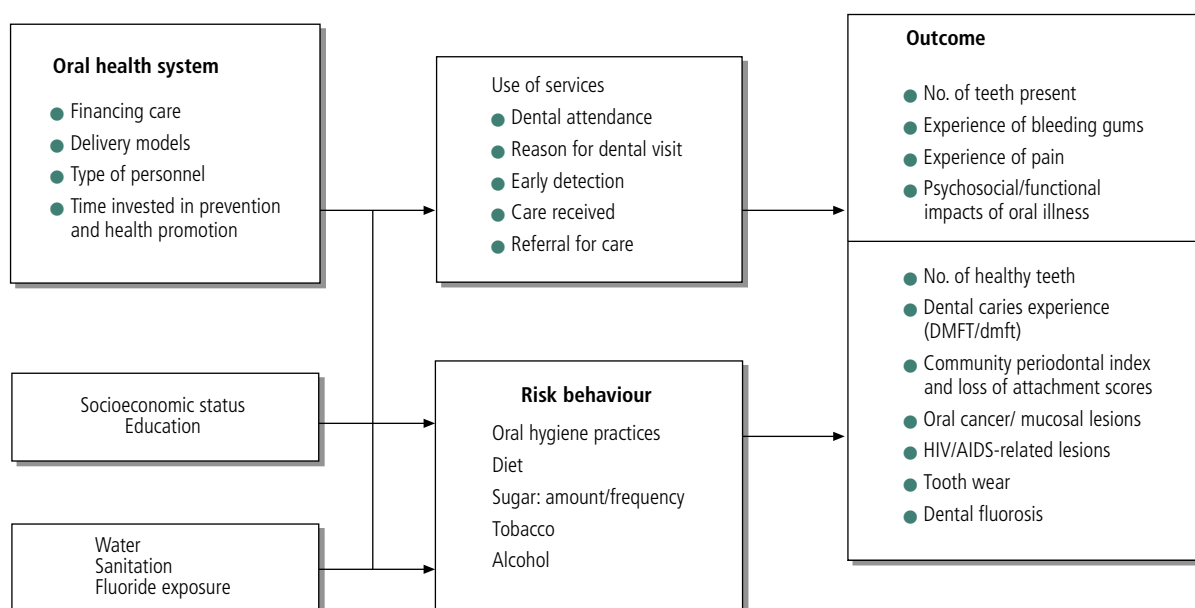 Oral health system
Financing care
Delivery models
Type of personnel
Time invested in prevention
and health promotion
Socioeconomic status
Education
Water
Sanitation
Fluoride exposure
Use of services
Dental attendance
Reason for dental visit
Early detection
Care received
Referral for care
Risk behaviour
Oral hygiene practices
Diet
Sugar: amount/frequency
Tobacco
Alcohol
Outcome
No. of teeth present
Experience of bleeding gums
Experience of pain
Psychosocial/functional
impacts of oral illness
No. of healthy teeth
Dental caries experience
(DMFT/dmft)
Community periodontal index
and loss of attachment scores
Oral cancer/ mucosal lesions
HIV/AIDS-related lesions
Tooth wear
Dental fluorosis